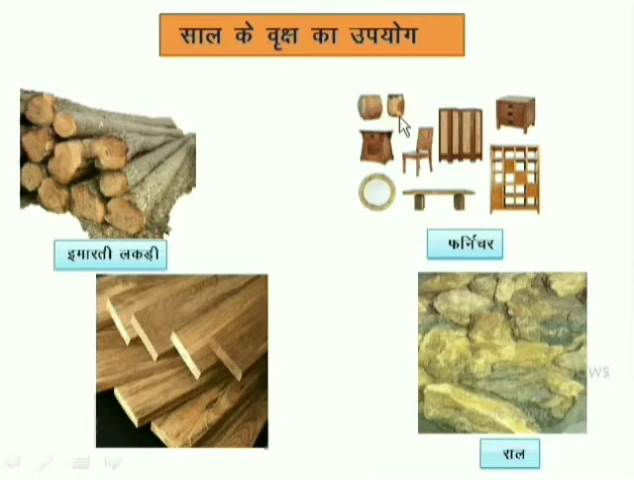 साल के वृक्ष का उपयोग
इमारती लकड़ी
फर्निचर
राल